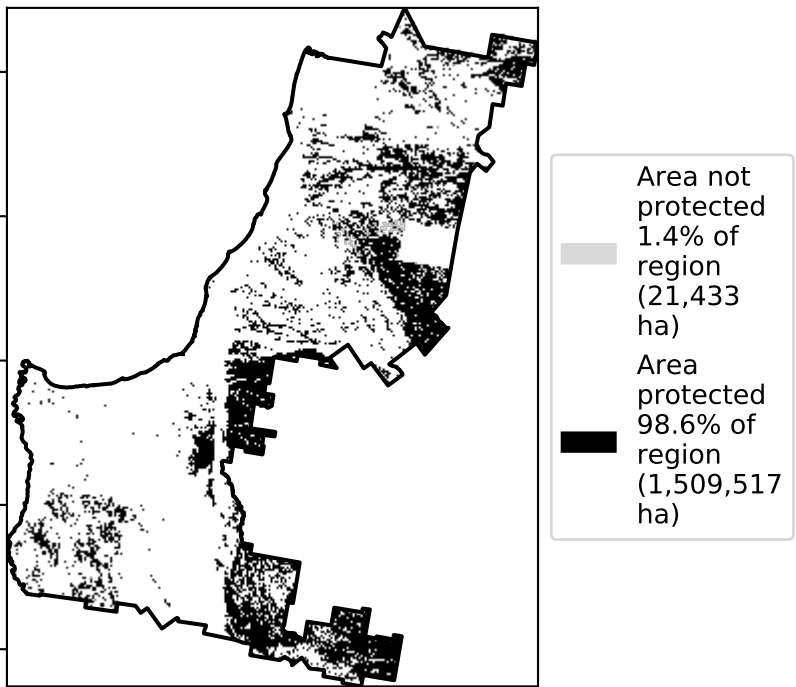 Area not
protected
1.4% of
region
(21,433
ha)
Area
protected
98.6% of
region
(1,509,517
ha)